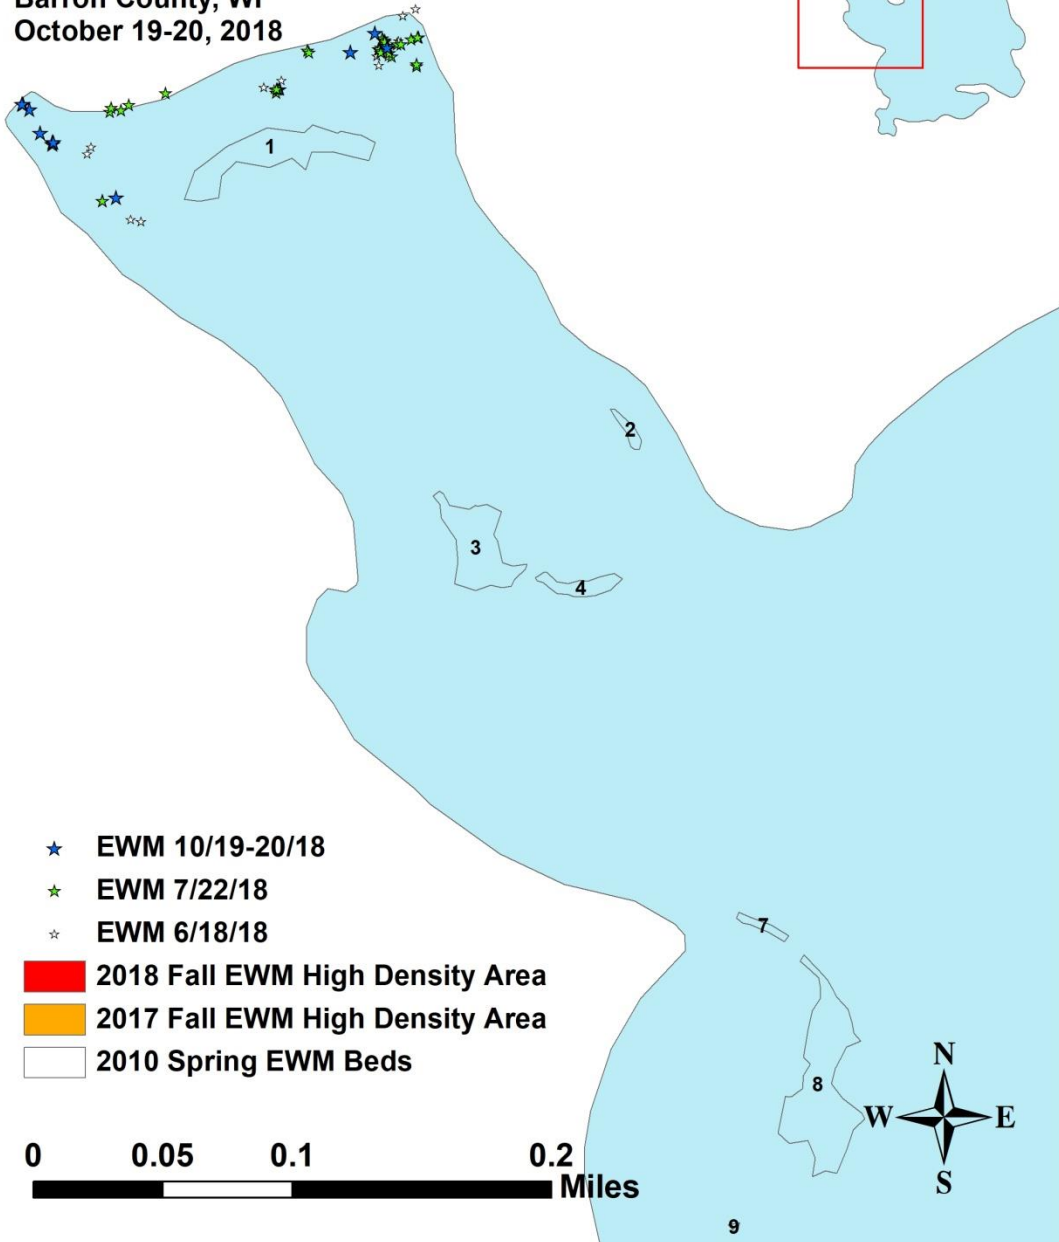 Barron County, WI
October 19-20, 2018
1
2
3
4
EWM 10/19-20/18
EWM 7/22/18
EWM 6/18/18
2018 Fall EWM High Density Area
2017 Fall EWM High Density Area
2010 Spring EWM Beds
7
8
N
W E
S
0 0.05 0.1 0.2
Miles
9